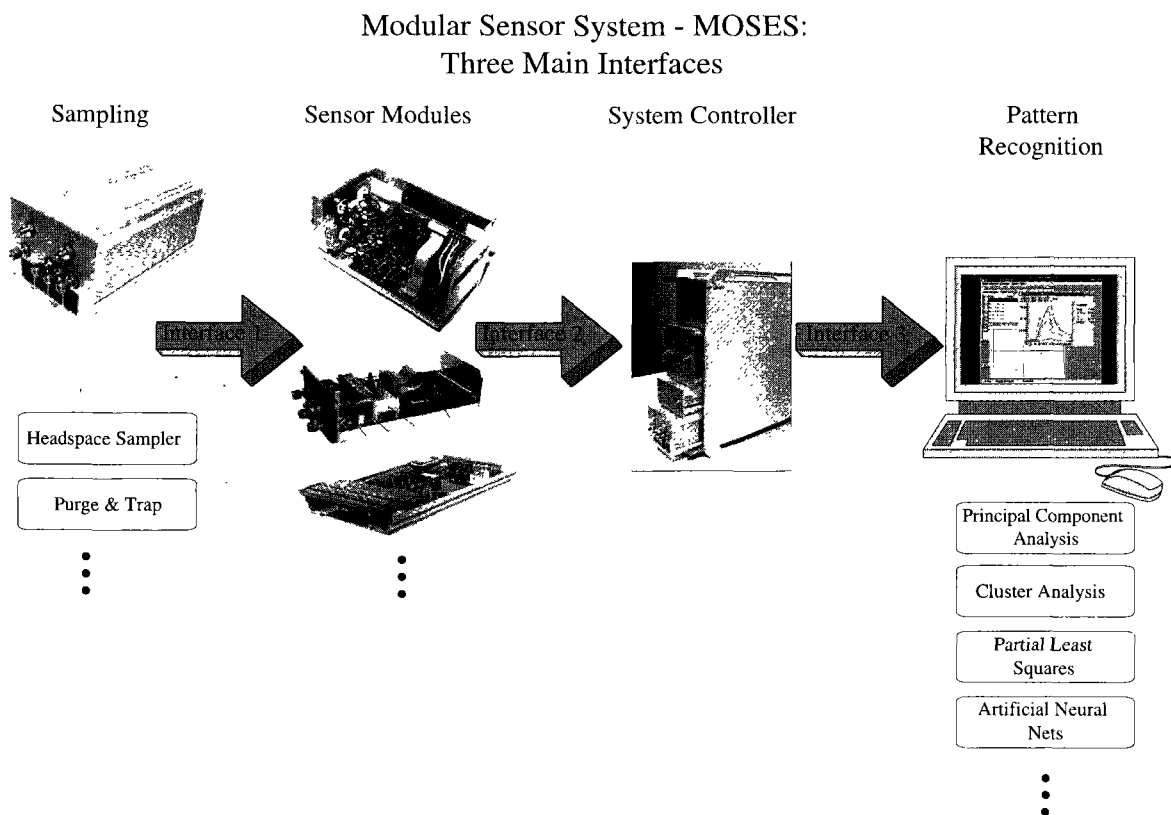 Modular Sensor System - MOSES:
Three Main Interfaces
Sampling
Sensor Modules
System Controller
Pattern
Recognition
Interface 1
Interface 2
Interface 3
Headspace Sampler
Purge & Trap
Principal Component
Analysis
Cluster Analysis
Partial Least
Squares
Artificial Neural
Nets